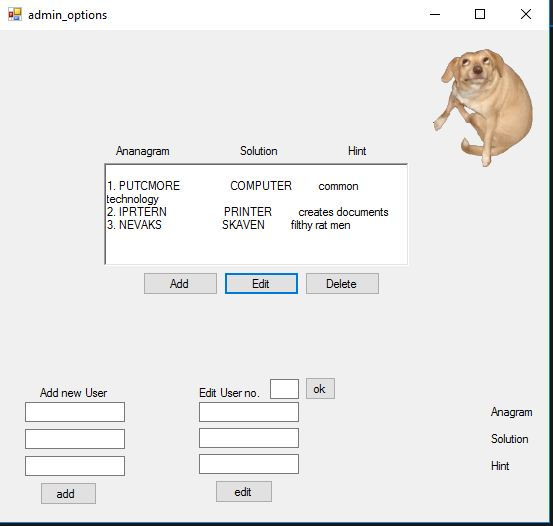 admin_options
Ananagram Solution Hint
1. PUTCMORE COMPUTER common
technology
2. IPRTERN PRINTER creates documents
3. NEVAKS SKAVEN filthy rat men
Add Edit Delete
Add new User Edit User no. ok
Anagram
Solution
Hint
add edit